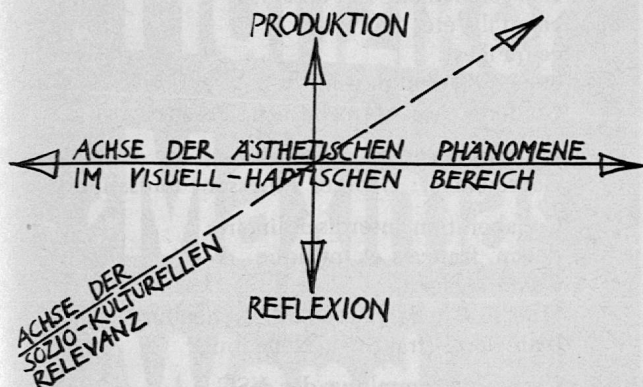 PRODUKTION
ACHSE DER ÄSTHETISCHEN PHÄNOMENE
IM VISUELL-HAPTISCHEN BEREICH
REFLEXION
ACHSE DER
SOZIO-KULTURELLEN
RELEVANZ